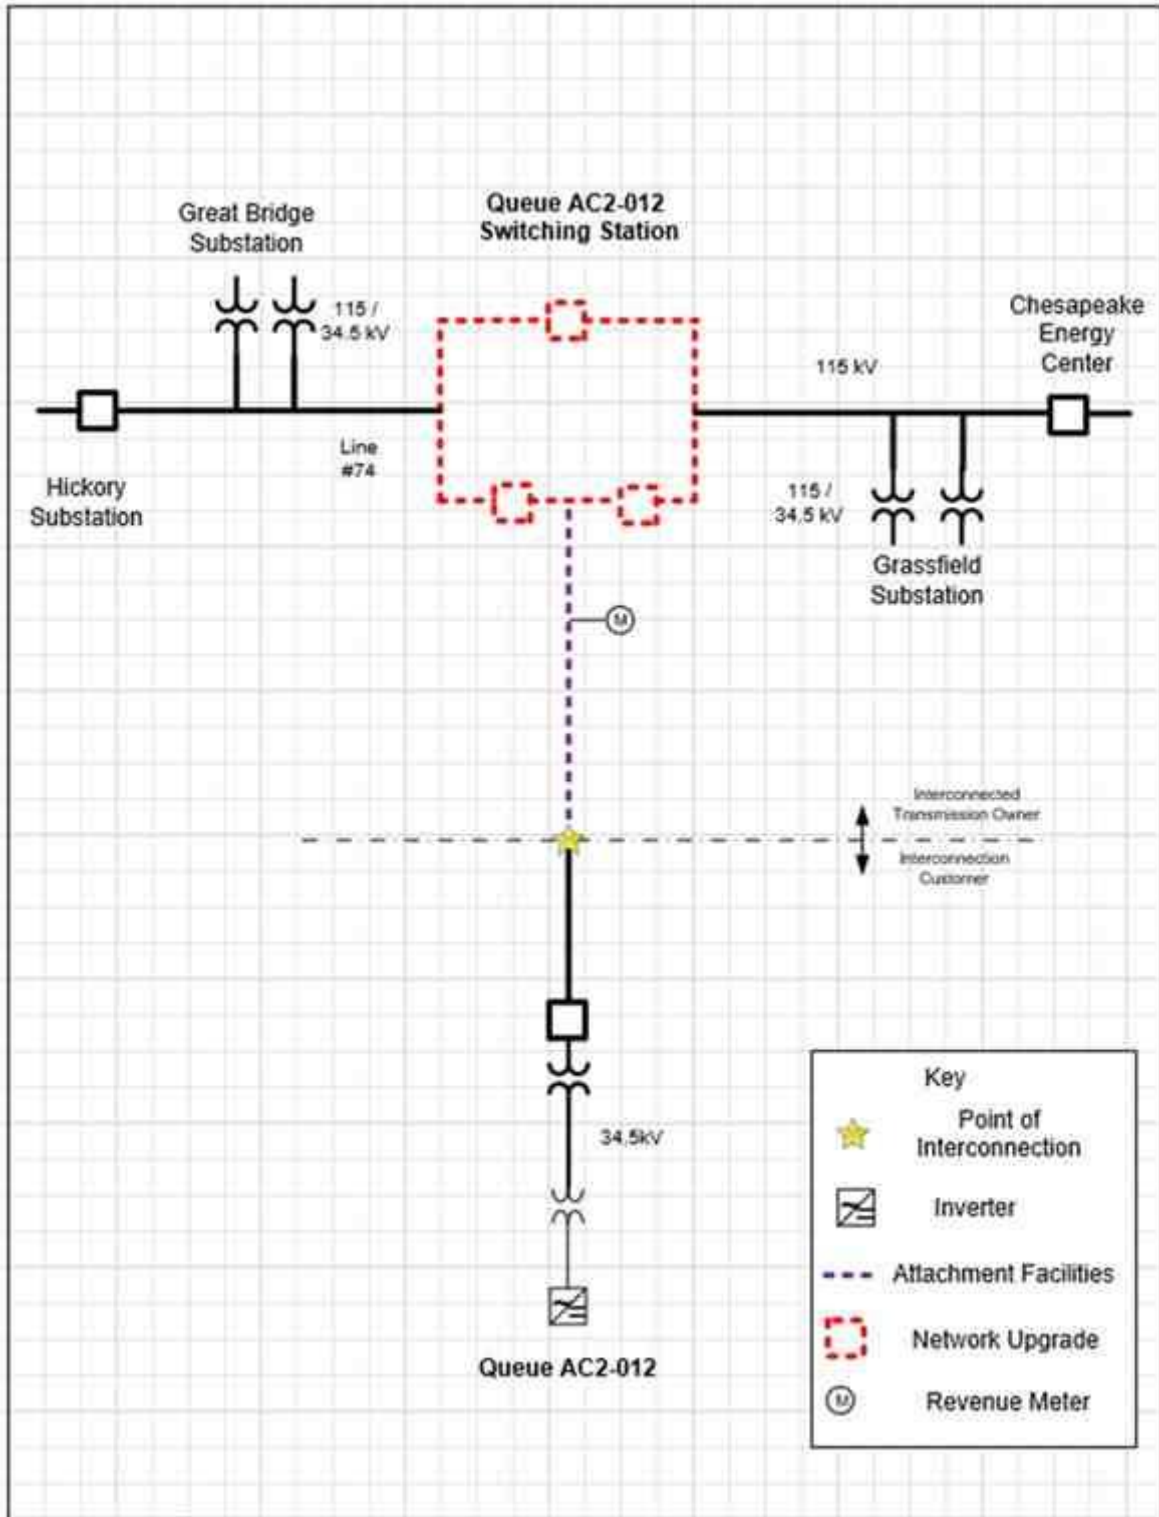 Great Bridge
Substation
Queue AC2-012
Switching Station
115 /
34.5 kV
Chesapeake
Energy
Center
115 kV
Line
#74
Hickory
Substation
115 /
34.5 kV
Grassfield
Substation
M
Interconnected
Transmission Owner
Interconnection
Customer
34.5kV
Queue AC2-012
Key
Point of
Interconnection
Inverter
Attachment Facilities
Network Upgrade
M
Revenue Meter